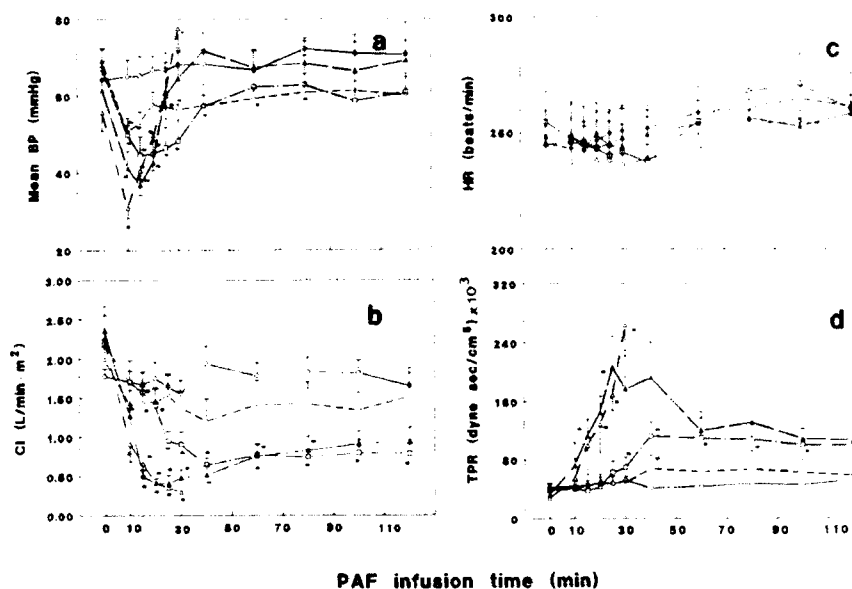 80
60
40
20
Mean BP (mmHg)
a
300
250
200
HR (beats/min)
c
3.00
2.50
2.00
1.50
1.00
0.50
0.00
CI (L/min·m²)
b
0 10 30 50 70 90 110
320
240
160
80
0
TPR (dyne sec/cm⁵) x10³
d
0 10 30 50 70 90 110
PAF infusion time (min)